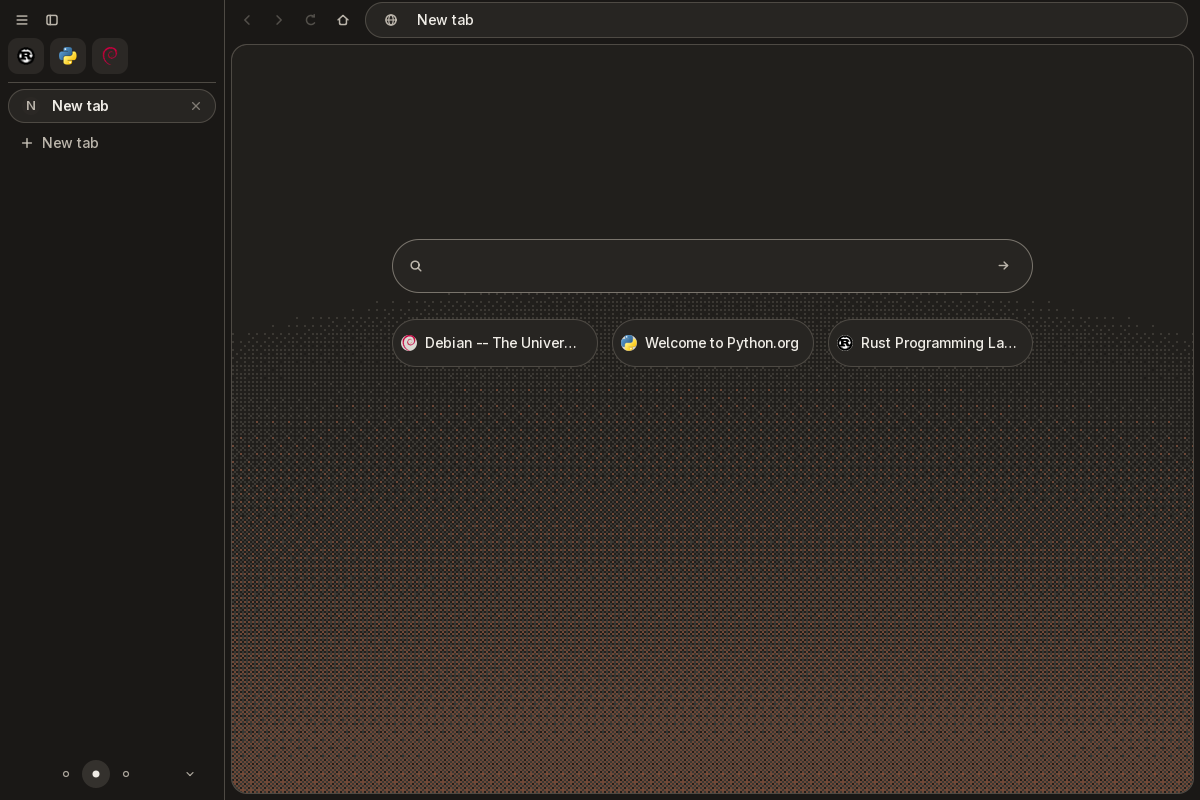 New tab
N New tab
New tab
Debian -- The Univer...
Welcome to Python.org
Rust Programming La...